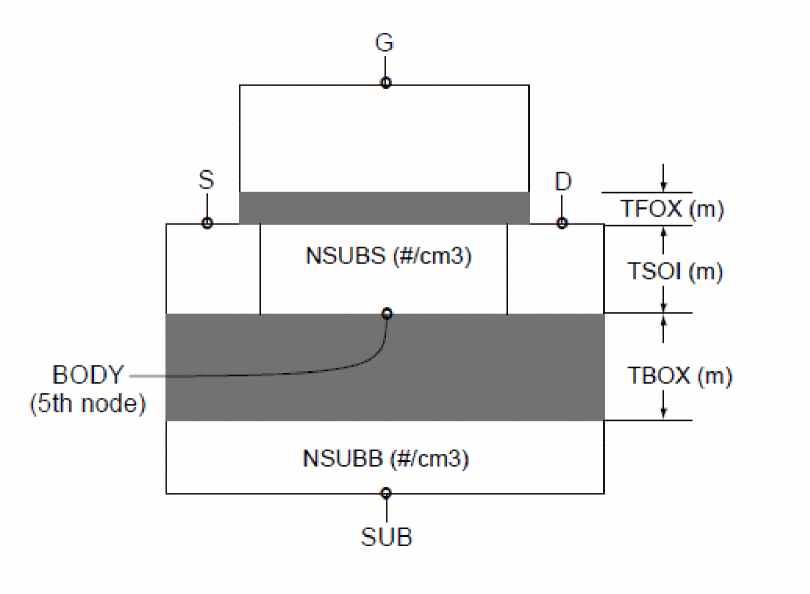 G
S
D
TFOX (m)
NSUBS (#/cm3)
TSOI (m)
BODY
(5th node)
TBOX (m)
NSUBB (#/cm3)
SUB